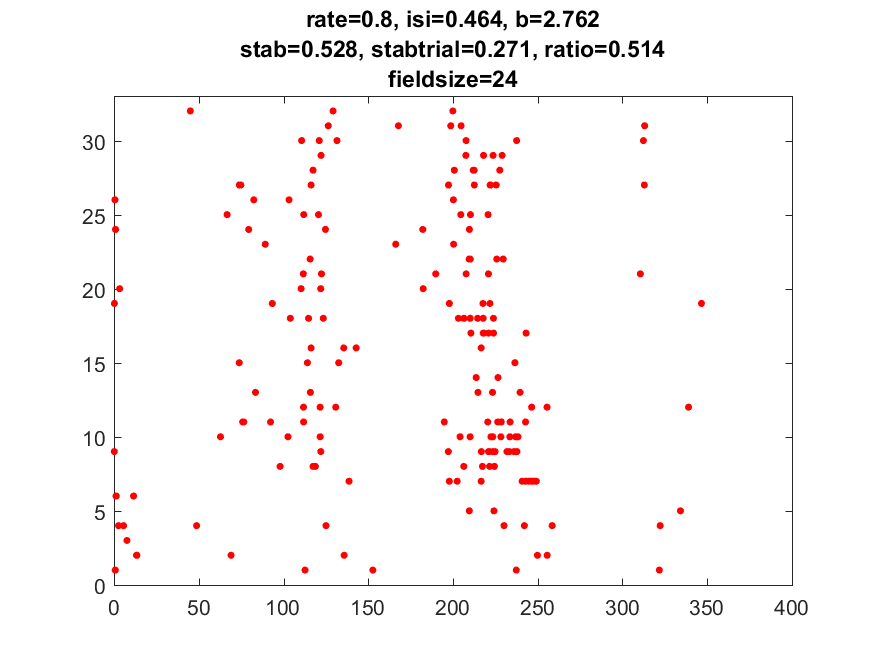 rate=0.8, isi=0.464, b=2.762
stab=0.528, stabtrial=0.271, ratio=0.514
fieldsize=24
30
25
20
15
10
5
0
0 50 100 150 200 250 300 350 400